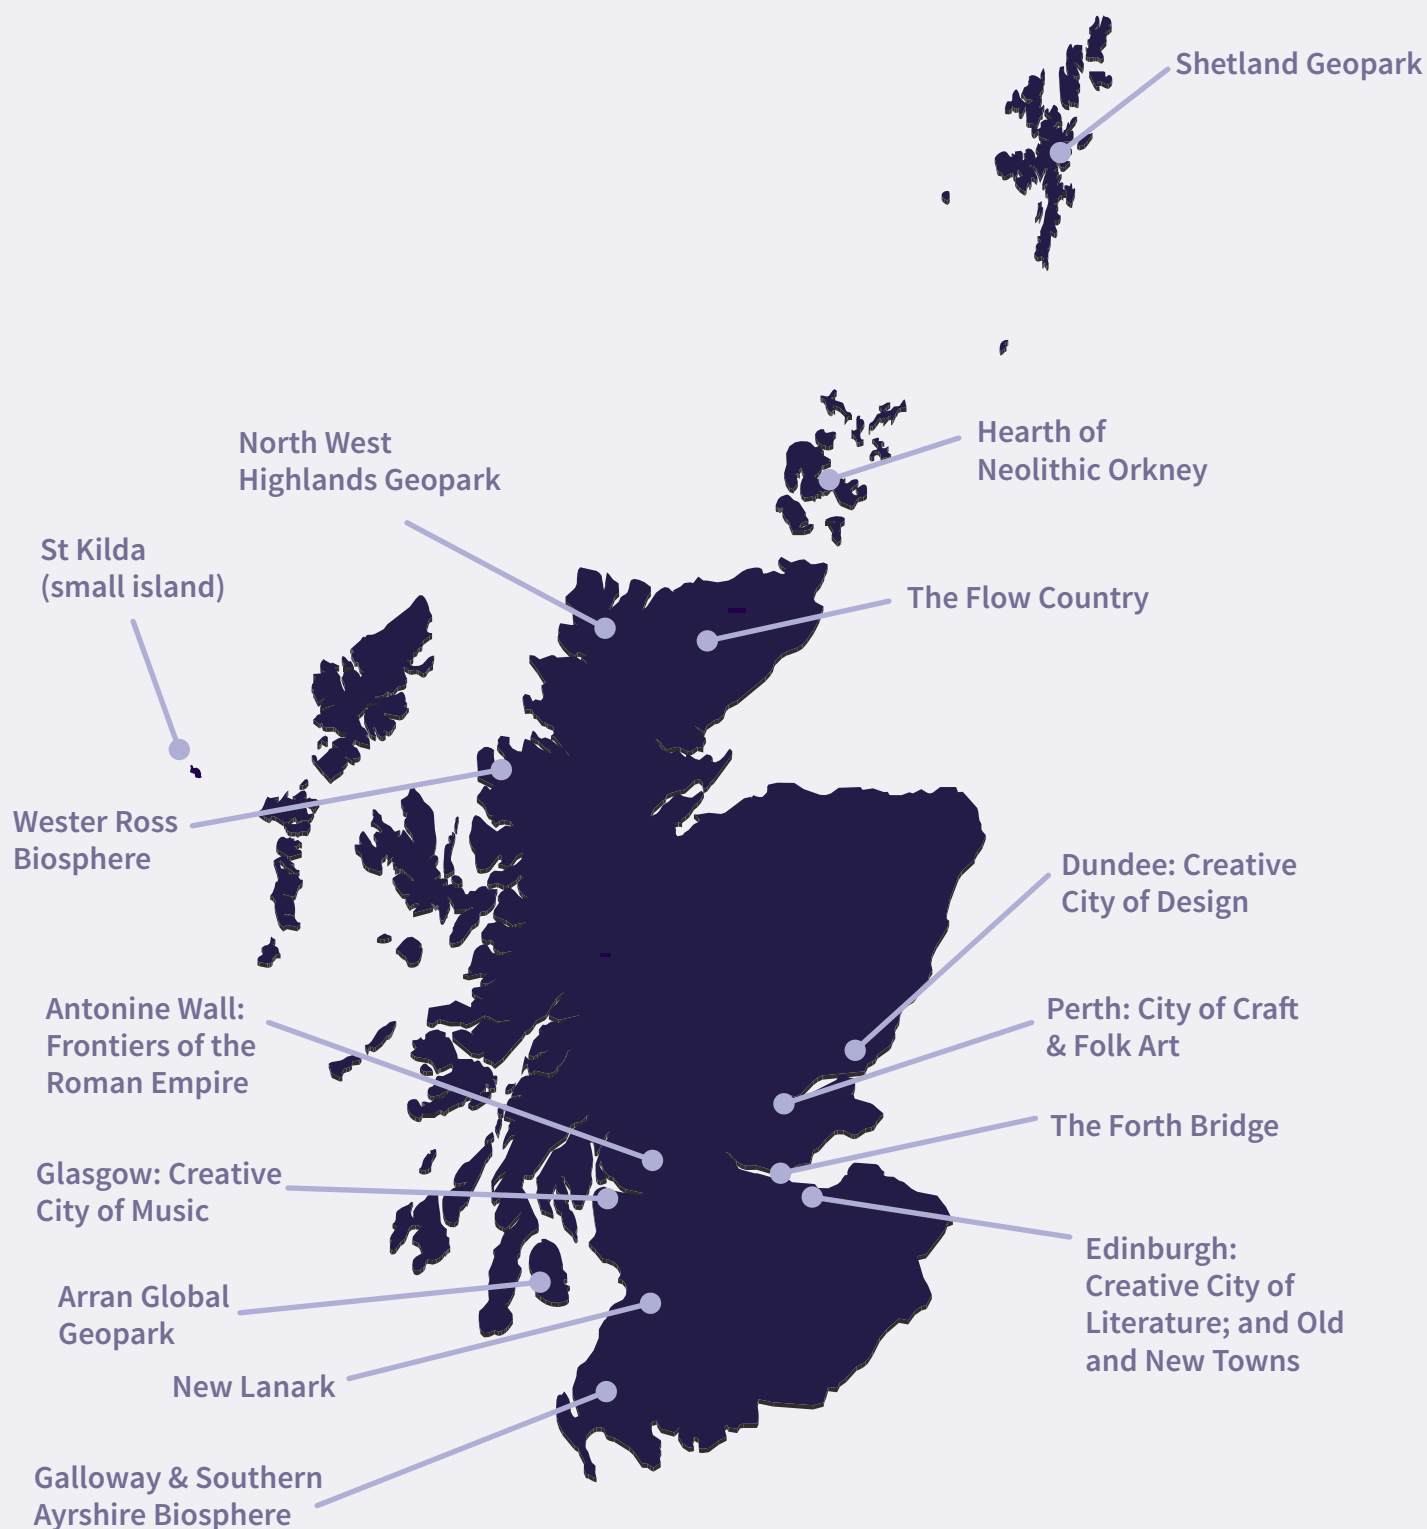 Shetland Geopark
Hearth of
Neolithic Orkney
North West
Highlands Geopark
St Kilda
(small island)
The Flow Country
Wester Ross
Biosphere
Dundee: Creative
City of Design
Antonine Wall:
Frontiers of the
Roman Empire
Perth: City of Craft
& Folk Art
The Forth Bridge
Glasgow: Creative
City of Music
Edinburgh:
Creative City of
Literature; and Old
and New Towns
Arran Global
Geopark
New Lanark
Galloway & Southern
Ayrshire Biosphere